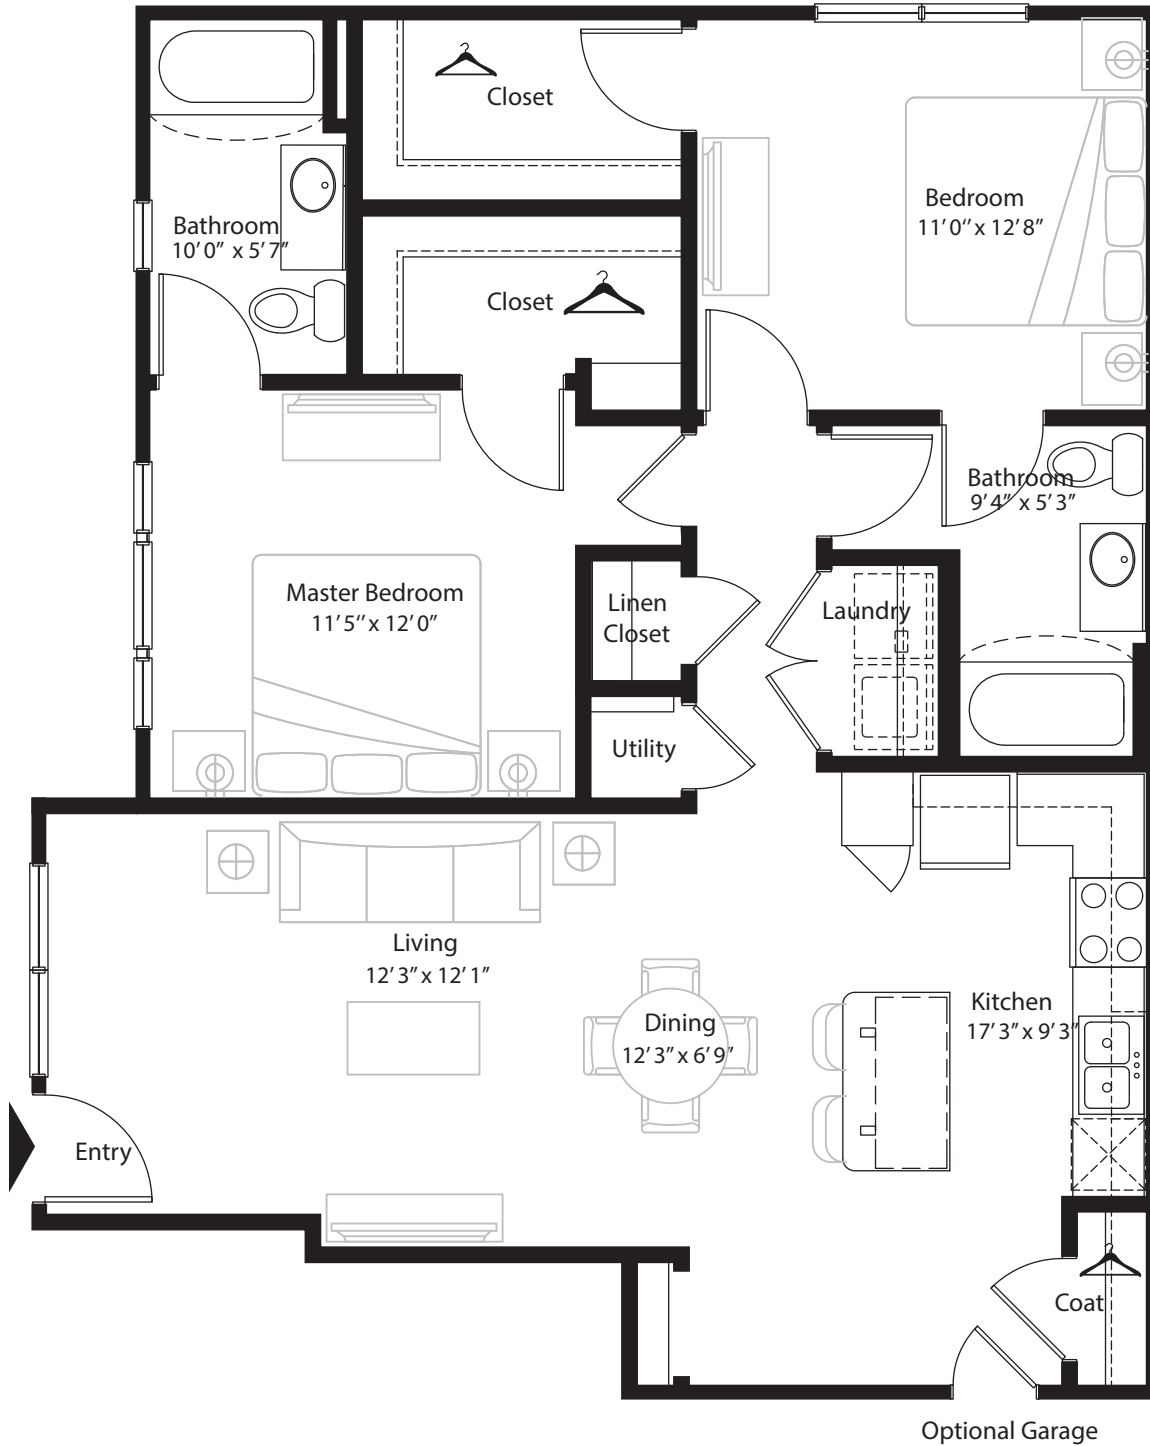 Closet
Bathroom
10' 0" x 5' 7"
Bedroom
11' 0" x 12' 8"
Closet
Bathroom
9' 4" x 5' 3"
Master Bedroom
11' 5" x 12' 0"
Linen
Closet
Laundry
Utility
Living
12' 3" x 12' 1"
Dining
12' 3" x 6' 9"
Kitchen
17' 3" x 9' 3"
Entry
Coat
Optional Garage